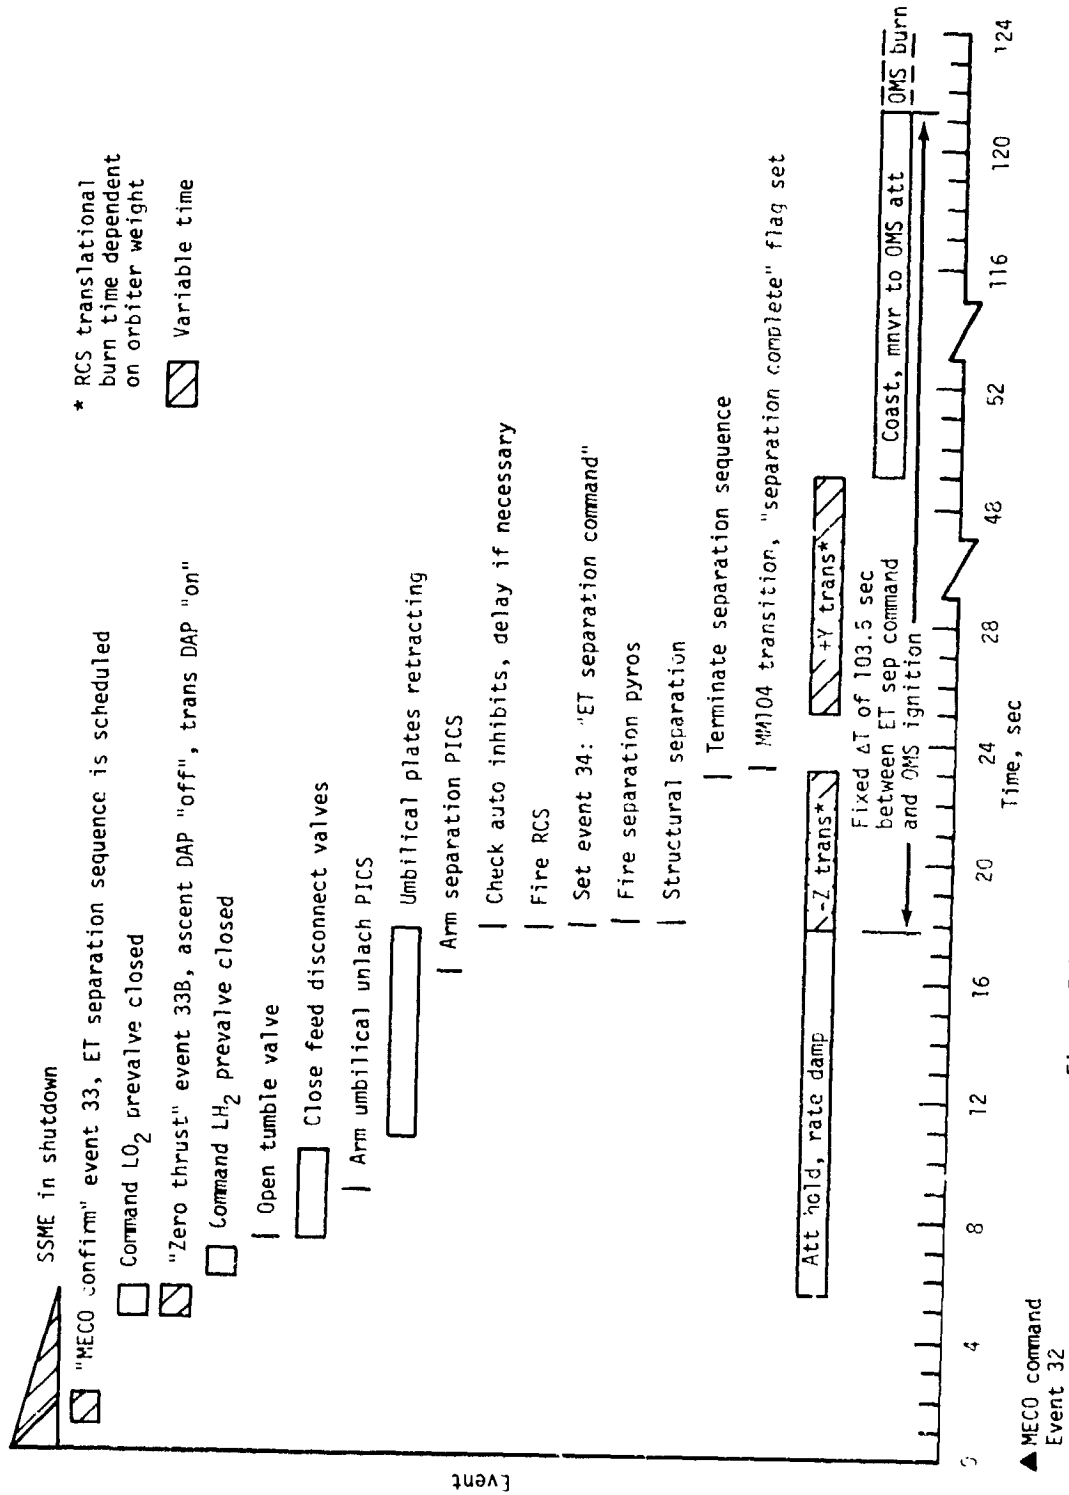 SSME in shutdown
"MECO confirm" event 33, ET separation sequence is scheduled
Command LO2 prevalve closed
"Zero thrust" event 33B, ascent DAP "off", trans DAP "on"
Command LH2 prevalve closed
Open tumble valve
Close feed disconnect valves
Arm umbilical unlach PICS
Umbilical plates retracting
Arm separation PICS
Check auto inhibits, delay if necessary
Fire RCS
Set event 34: "ET separation command"
Fire separation pyros
Structural separation
Terminate separation sequence
MM104 transition, "separation complete" flag set
* RCS translational
burn time dependent
on orbiter weight
Variable time
Att hold, rate damp
-Z trans*
+Y trans*
Fixed ΔT of 103.5 sec
between ET sep command
and OMS ignition
Coast, mnvr to OMS att
OMS burn
0 4 8 12 16 20 24 28 48 52 116 120 124
Time, sec
Event
▲ MECO command
Event 32